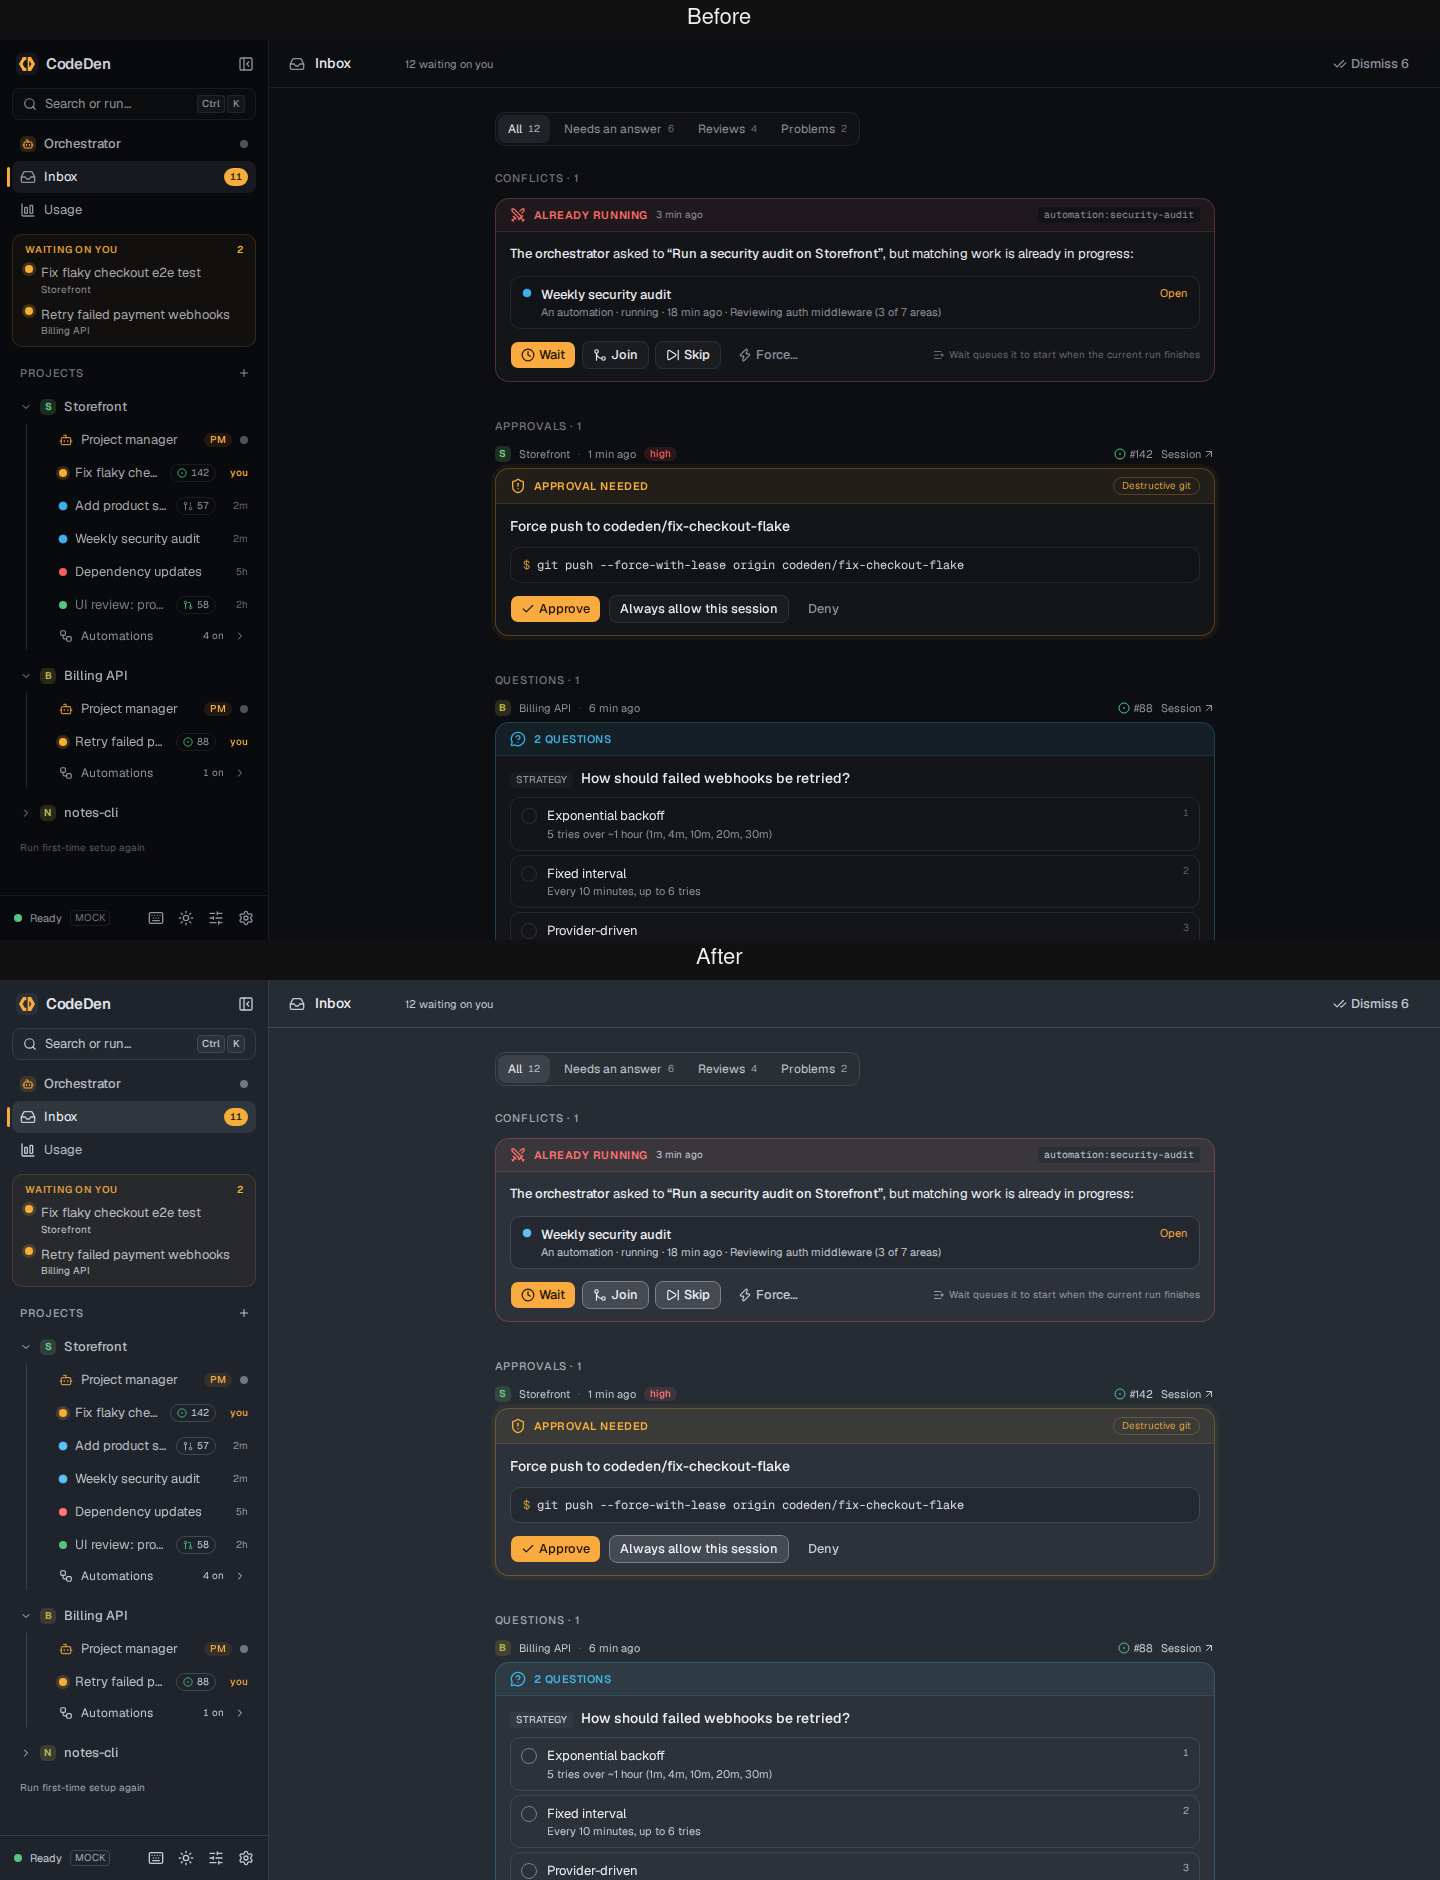 Before
CodeDen
Search or run... Ctrl K
Orchestrator
Inbox 11
Usage
WAITING ON YOU 2
Fix flaky checkout e2e test
Storefront
Retry failed payment webhooks
Billing API
PROJECTS
S Storefront
Project manager PM
Fix flaky che... 142 you
Add product s... 57 2m
Weekly security audit 2m
Dependency updates 5h
UI review: pro... 58 2h
Automations 4 on
B Billing API
Project manager PM
Retry failed p... 88 you
Automations 1 on
N notes-cli
Run first-time setup again
Ready MOCK
Inbox 12 waiting on you Dismiss 6
All 12 Needs an answer 6 Reviews 4 Problems 2
CONFLICTS · 1
ALREADY RUNNING 3 min ago automation:security-audit
The orchestrator asked to “Run a security audit on Storefront”, but matching work is already in progress:
Weekly security audit Open
An automation · running · 18 min ago · Reviewing auth middleware (3 of 7 areas)
Wait Join Skip Force... Wait queues it to start when the current run finishes
APPROVALS · 1
S Storefront · 1 min ago high #142 Session
APPROVAL NEEDED Destructive git
Force push to codeden/fix-checkout-flake
$ git push --force-with-lease origin codeden/fix-checkout-flake
Approve Always allow this session Deny
QUESTIONS · 1
B Billing API · 6 min ago #88 Session
2 QUESTIONS
STRATEGY How should failed webhooks be retried?
Exponential backoff 1
5 tries over ~1 hour (1m, 4m, 10m, 20m, 30m)
Fixed interval 2
Every 10 minutes, up to 6 tries
Provider-driven 3
After
CodeDen
Search or run... Ctrl K
Orchestrator
Inbox 11
Usage
WAITING ON YOU 2
Fix flaky checkout e2e test
Storefront
Retry failed payment webhooks
Billing API
PROJECTS
S Storefront
Project manager PM
Fix flaky che... 142 you
Add product s... 57 2m
Weekly security audit 2m
Dependency updates 5h
UI review: pro... 58 2h
Automations 4 on
B Billing API
Project manager PM
Retry failed p... 88 you
Automations 1 on
N notes-cli
Run first-time setup again
Ready MOCK
Inbox 12 waiting on you Dismiss 6
All 12 Needs an answer 6 Reviews 4 Problems 2
CONFLICTS · 1
ALREADY RUNNING 3 min ago automation:security-audit
The orchestrator asked to “Run a security audit on Storefront”, but matching work is already in progress:
Weekly security audit Open
An automation · running · 18 min ago · Reviewing auth middleware (3 of 7 areas)
Wait Join Skip Force... Wait queues it to start when the current run finishes
APPROVALS · 1
S Storefront · 1 min ago high #142 Session
APPROVAL NEEDED Destructive git
Force push to codeden/fix-checkout-flake
$ git push --force-with-lease origin codeden/fix-checkout-flake
Approve Always allow this session Deny
QUESTIONS · 1
B Billing API · 6 min ago #88 Session
2 QUESTIONS
STRATEGY How should failed webhooks be retried?
Exponential backoff 1
5 tries over ~1 hour (1m, 4m, 10m, 20m, 30m)
Fixed interval 2
Every 10 minutes, up to 6 tries
Provider-driven 3